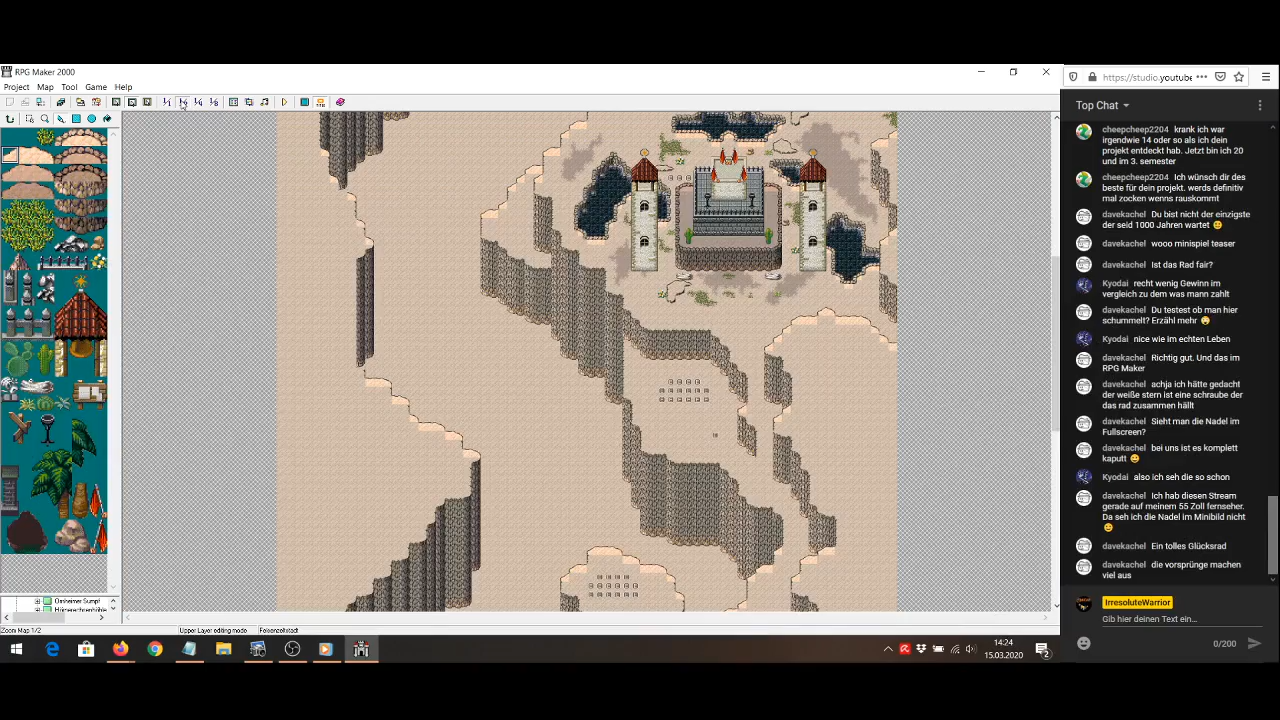 RPG Maker 2000
Project Map Tool Game Help
https://studio.youtube
Top Chat
cheepcheep2204 krank ich war
irgendwie 14 oder so als ich dein
projekt entdeckt hab. Jetzt bin ich 20
und im 3. semester
cheepcheep2204 Ich wünsch dir des
beste für dein projekt. werds definitiv
mal zocken wenns rauskommt
davekachel Du bist nicht der einzigste
der seid 1000 Jahren wartet
davekachel wooo minispiel teaser
davekachel Ist das Rad fair?
Kyodai recht wenig Gewinn im
vergleich zu dem was mann zahlt
davekachel Du testest ob man hier
schummelt? Erzähl mehr
Kyodai nice wie im echten Leben
davekachel Richtig gut. Und das im
RPG Maker
davekachel achja ich hätte gedacht
der weiße stern ist eine schraube der
das rad zusammen hällt
davekachel Sieht man die Nadel im
Fullscreen?
davekachel bei uns ist es komplett
kaputt
Kyodai also ich seh die so schon
davekachel Ich hab diesen Stream
gerade auf meinem 55 Zoll fernseher.
Da seh ich die Nadel im Minibild nicht
davekachel Ein tolles Glücksrad
davekachel die vorsprünge machen
viel aus
IrresoluteWarrior
Gib hier deinen Text ein...
0/200
Zoom Map 1/2
Upper Layer editing mode
14:24
15.03.2020
2